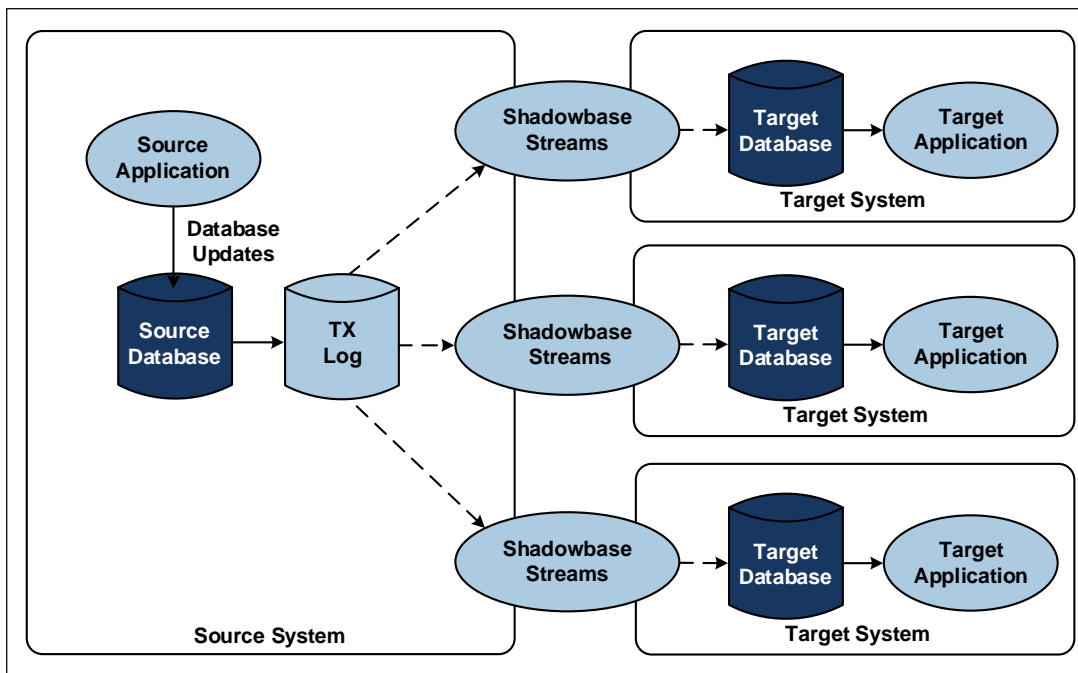 Source
Application
Database
Updates
Source
Database
TX
Log
Source System
Shadowbase
Streams
Target
Database
Target
Application
Target System
Shadowbase
Streams
Target
Database
Target
Application
Target System
Shadowbase
Streams
Target
Database
Target
Application
Target System